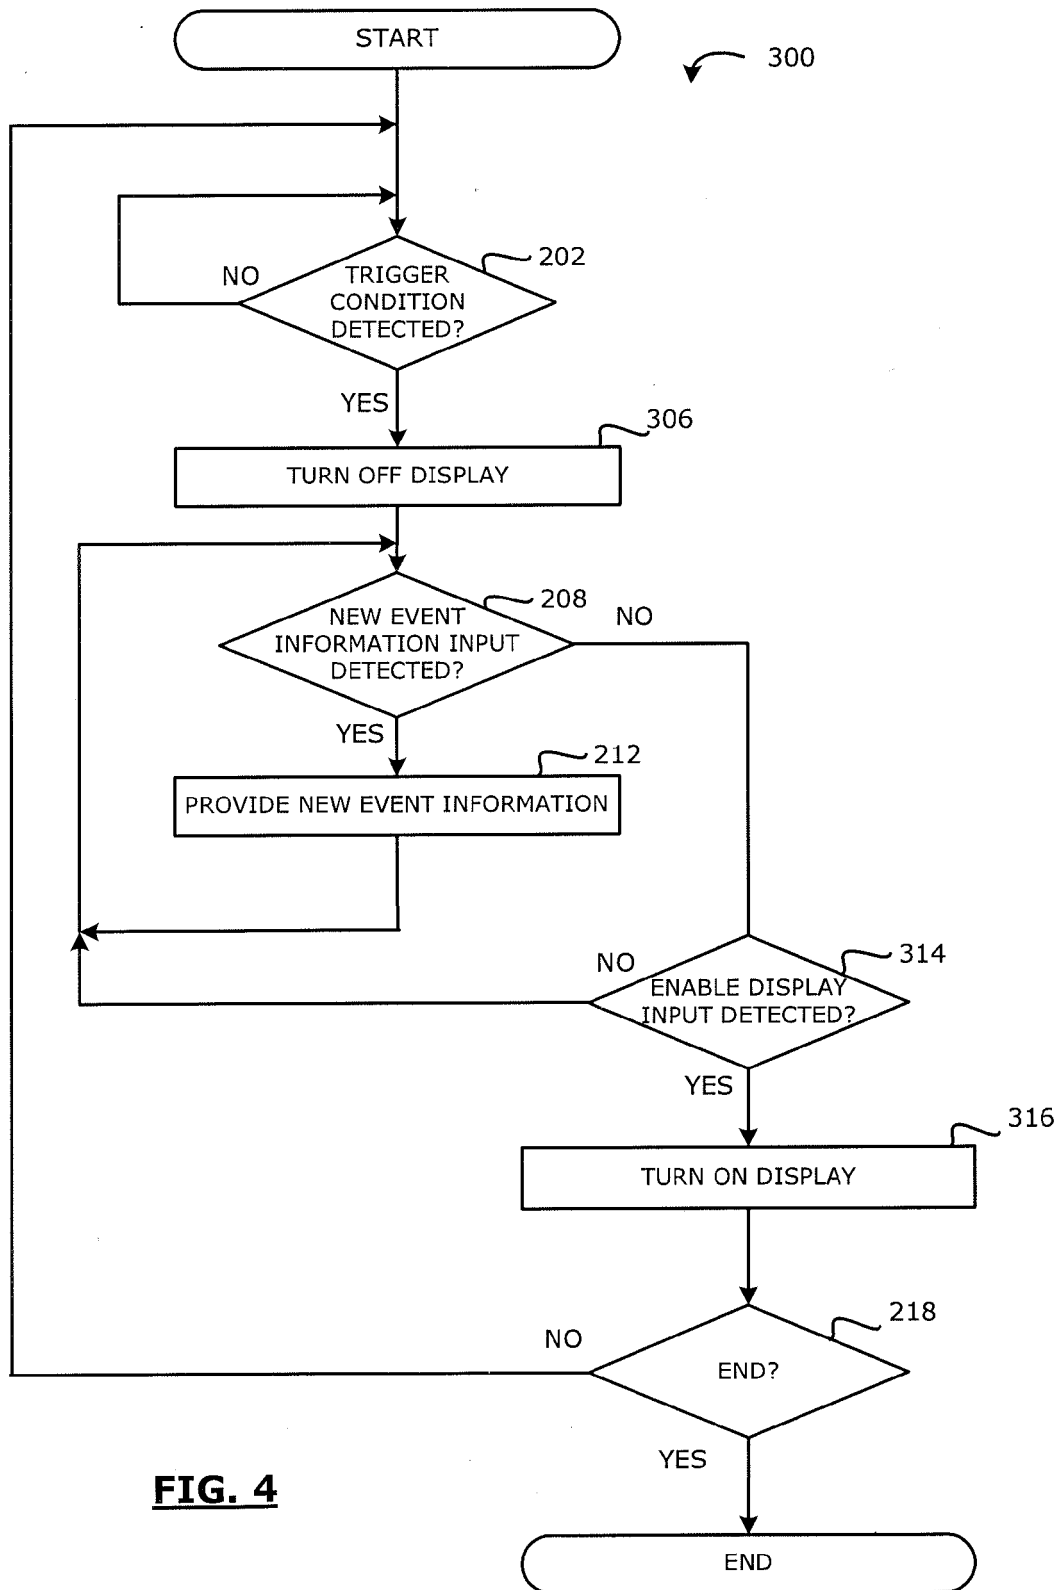 START
300
202
NO
TRIGGER
CONDITION
DETECTED?
YES
306
TURN OFF DISPLAY
208
NO
NEW EVENT
INFORMATION INPUT
DETECTED?
YES
212
PROVIDE NEW EVENT INFORMATION
314
NO
ENABLE DISPLAY
INPUT DETECTED?
YES
316
TURN ON DISPLAY
218
NO
END?
YES
FIG. 4
END